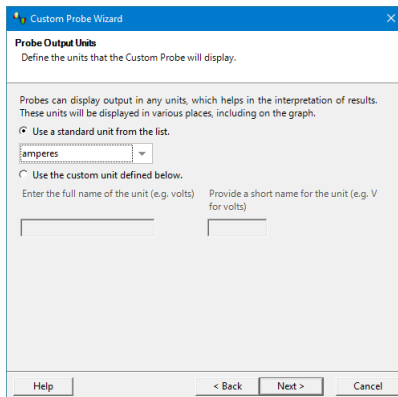 Custom Probe Wizard
Probe Output Units
Define the units that the Custom Probe will display.
Probes can display output in any units, which helps in the interpretation of results.
These units will be displayed in various places, including on the graph.
Use a standard unit from the list.
amperes
Use the custom unit defined below.
Enter the full name of the unit (e.g. volts)
Provide a short name for the unit (e.g. V
for volts)
Help
< Back
Next >
Cancel